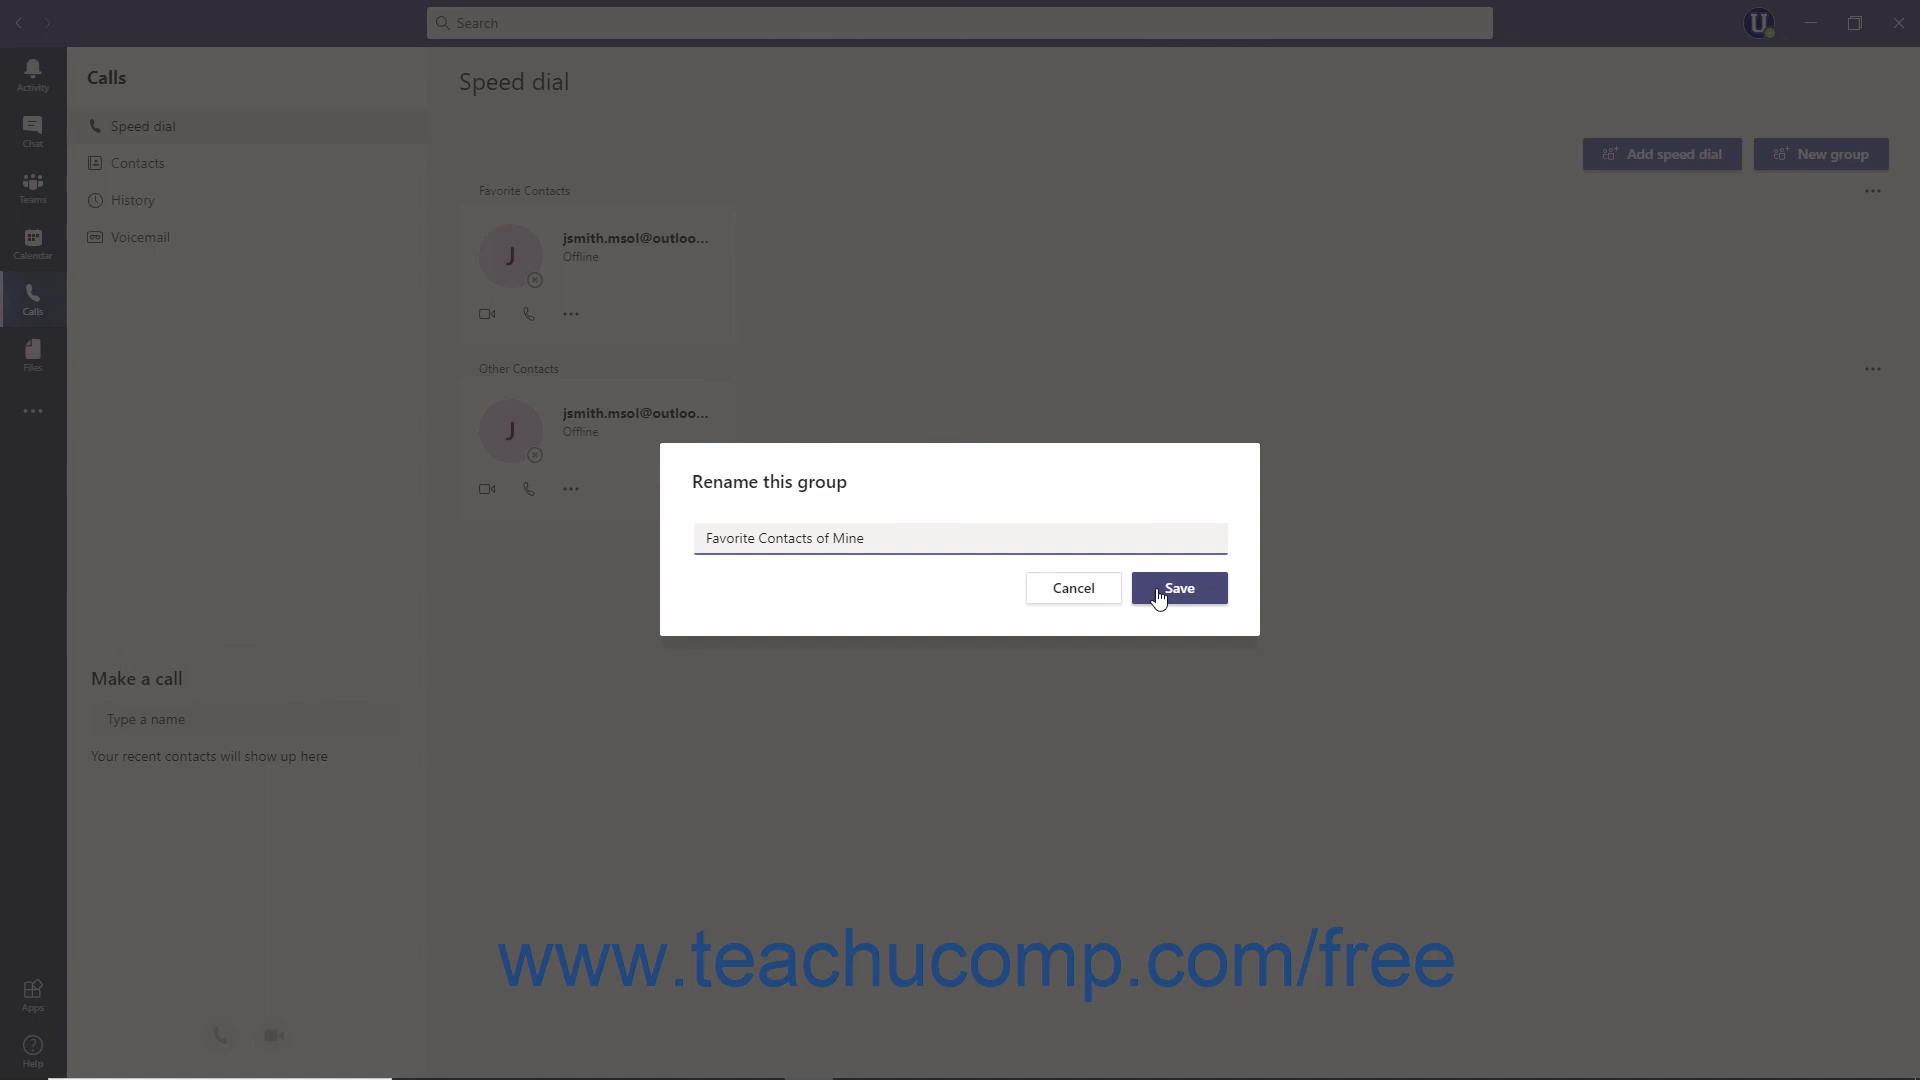 Search
U
Activity
Chat
Teams
Calendar
Calls
Files
Apps
Help
Calls
Speed dial
Contacts
History
Voicemail
Make a call
Type a name
Your recent contacts will show up here
Speed dial
Add speed dial
New group
Favorite Contacts
J
jsmith.msol@outloo...
Offline
Other Contacts
J
jsmith.msol@outloo...
Offline
Rename this group
Favorite Contacts of Mine
Cancel
Save
www.teachucomp.com/free